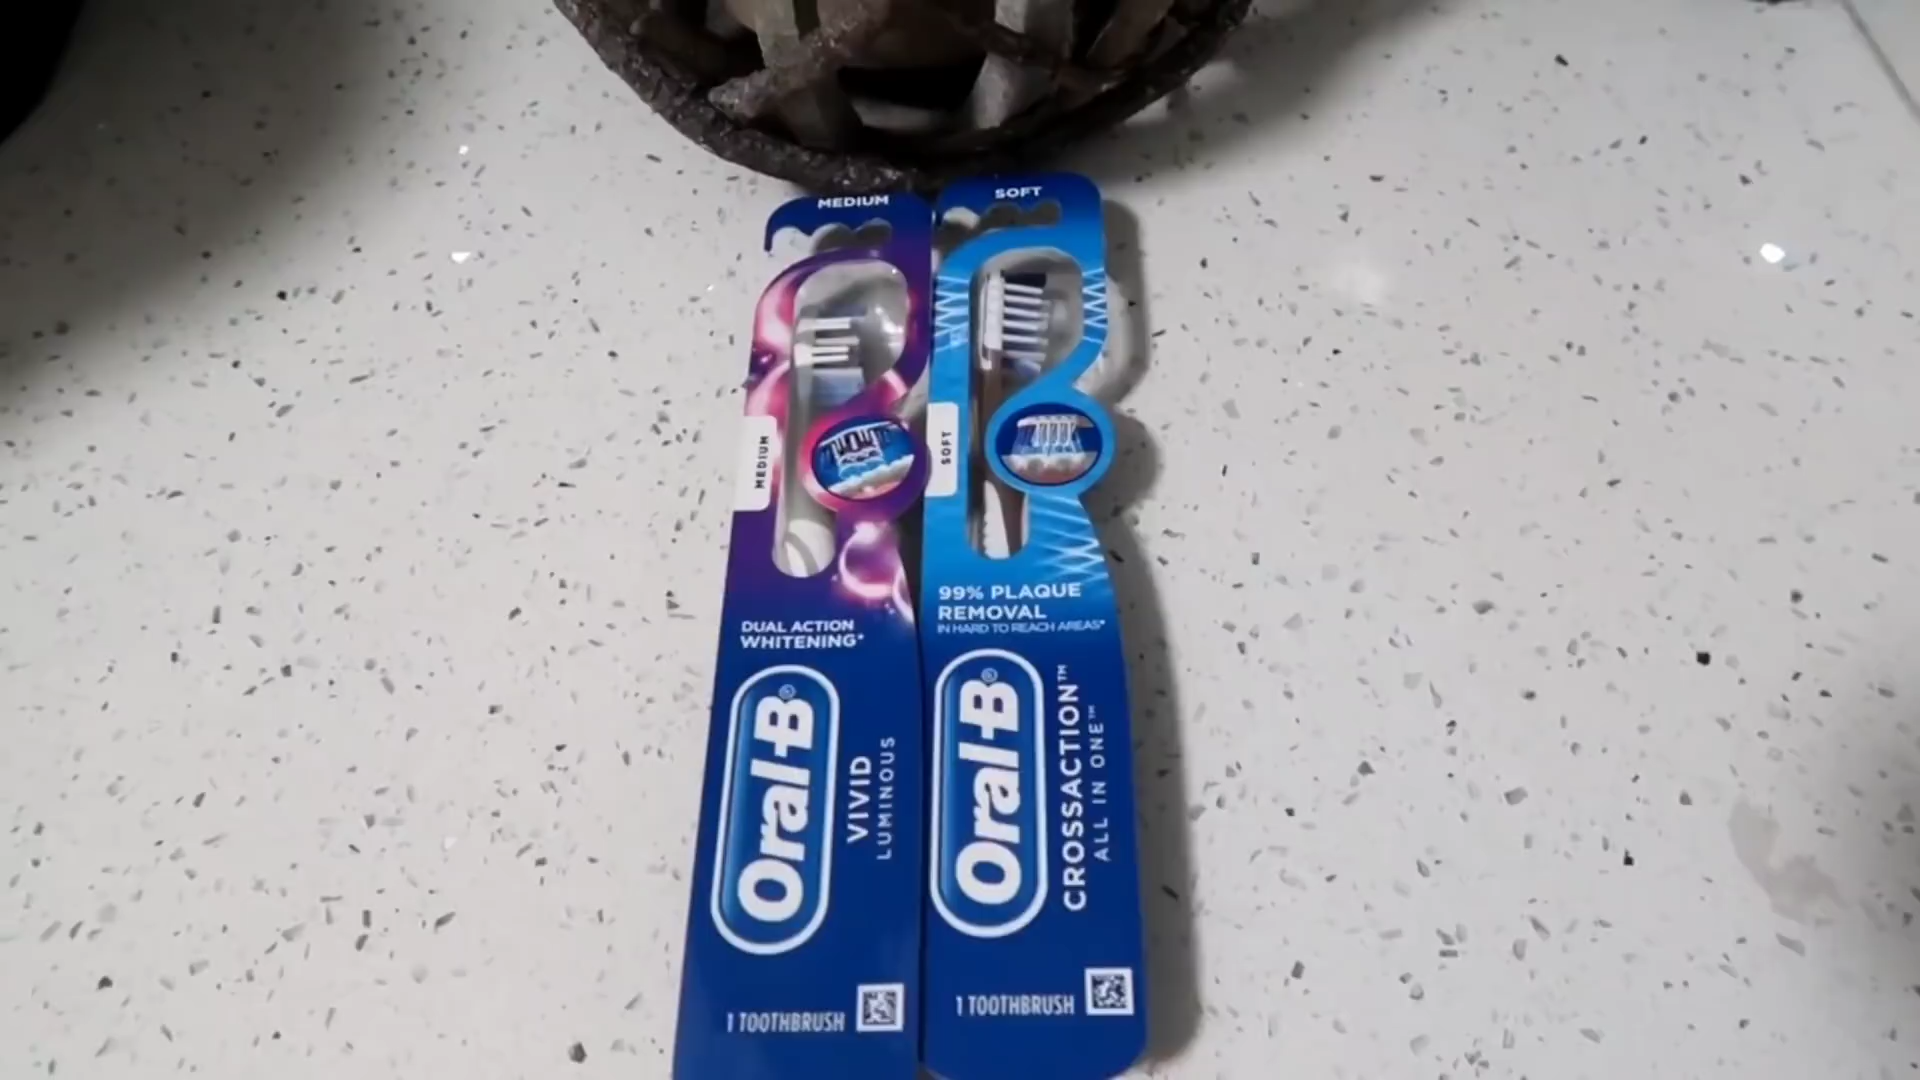 MEDIUM
MEDIUM
DUAL ACTION
WHITENING*
Oral-B®
VIVID
LUMINOUS
1 TOOTHBRUSH
SOFT
SOFT
99% PLAQUE
REMOVAL
IN HARD TO REACH AREAS*
Oral-B®
CROSSACTION™
ALL IN ONE™
1 TOOTHBRUSH